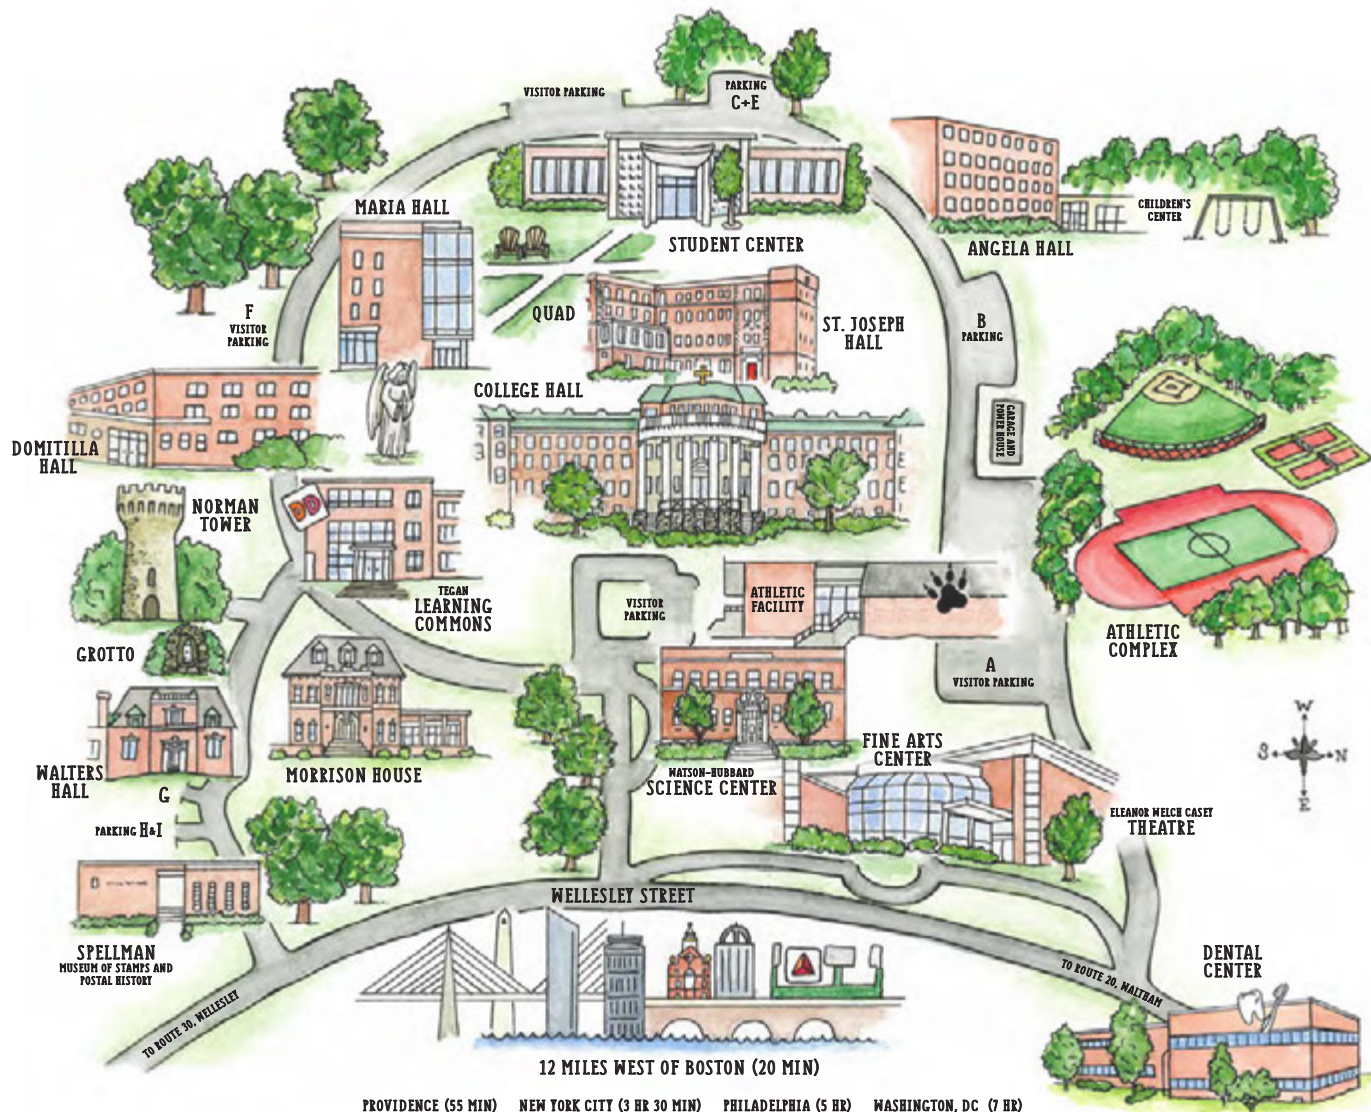 VISITOR PARKING
PARKING
C+E
MARIA HALL
STUDENT CENTER
ANGELA HALL
CHILDREN'S
CENTER
F
VISITOR
PARKING
QUAD
ST. JOSEPH
HALL
B
PARKING
COLLEGE HALL
GARAGE AND
POWER HOUSE
DOMITILLA
HALL
NORMAN
TOWER
DD
TEGAN
LEARNING
COMMONS
VISITOR
PARKING
ATHLETIC
FACILITY
GROTTO
ATHLETIC
COMPLEX
A
VISITOR PARKING
W
S
N
E
WALTERS
HALL
MORRISON HOUSE
WATSON-HUBBARD
SCIENCE CENTER
FINE ARTS
CENTER
G
PARKING H&I
ELEANOR WELCH CASEY
THEATRE
WELLESLEY STREET
SPELLMAN
MUSEUM OF STAMPS AND
POSTAL HISTORY
TO ROUTE 30, WELLESLEY
TO ROUTE 20, WALTHAM
DENTAL
CENTER
12 MILES WEST OF BOSTON (20 MIN)
PROVIDENCE (55 MIN) NEW YORK CITY (3 HR 30 MIN) PHILADELPHIA (5 HR) WASHINGTON, DC (7 HR)